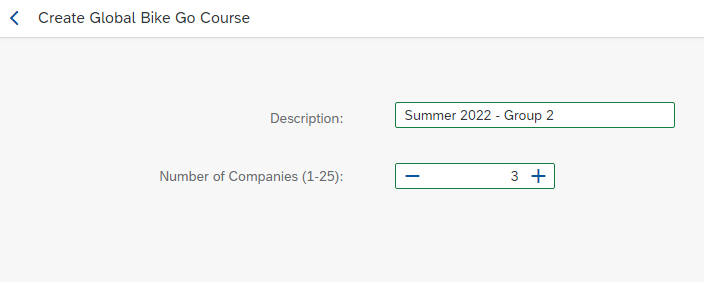 Create Global Bike Go Course
Description: Summer 2022 - Group 2
Number of Companies (1-25): 3